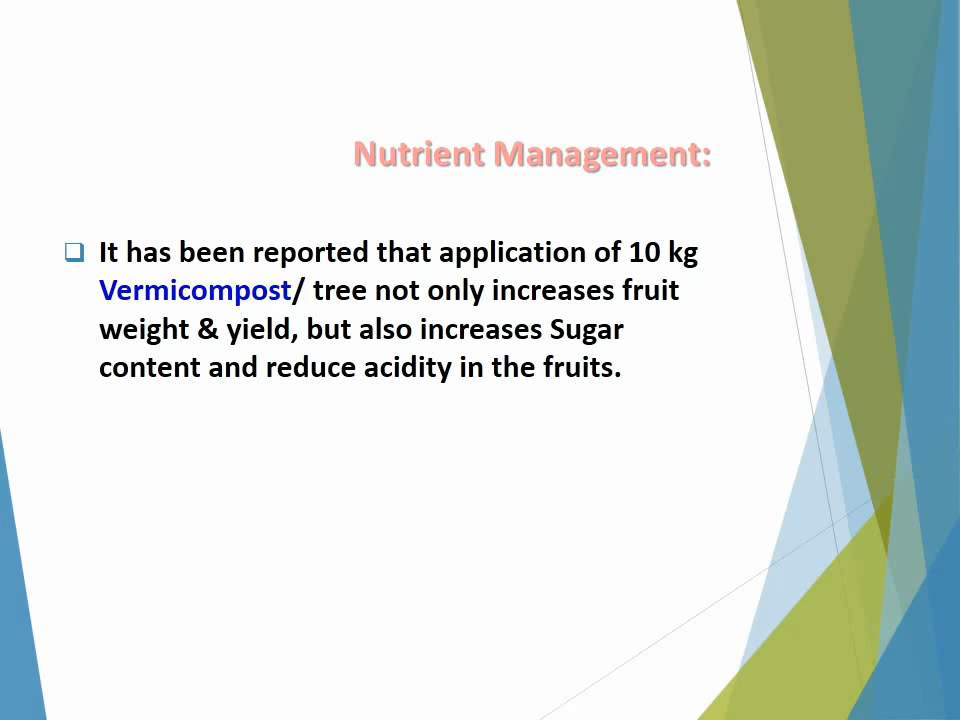 Nutrient Management:
It has been reported that application of 10 kg
Vermicompost/ tree not only increases fruit
weight & yield, but also increases Sugar
content and reduce acidity in the fruits.